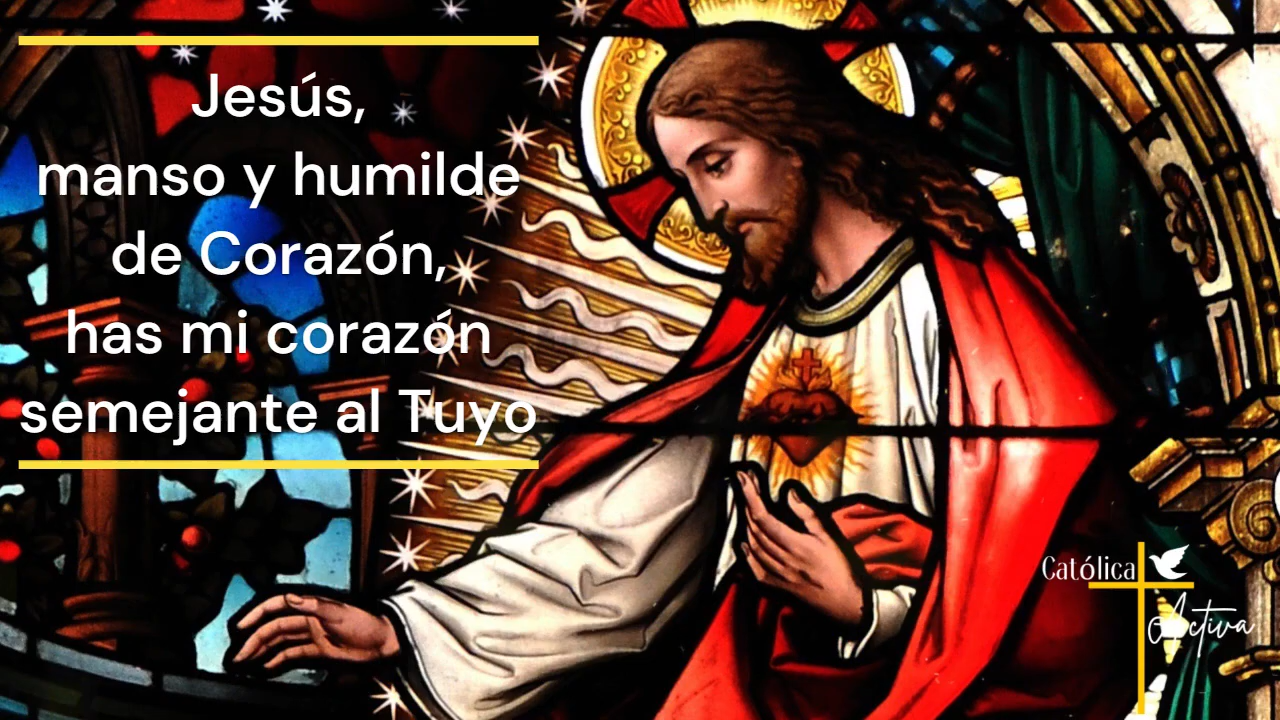 Jesús,
manso y humilde
de Corazón,
has mi corazón
semejante al Tuyo
Católica
Activa